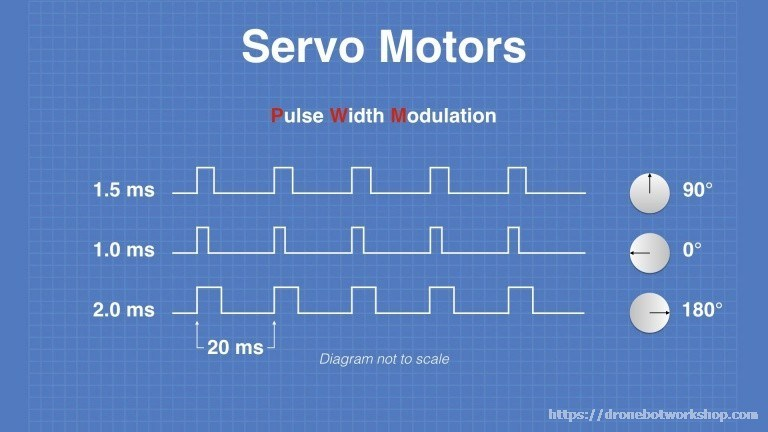 Servo Motors
Pulse Width Modulation
1.5 ms 90°
1.0 ms 0°
2.0 ms 180°
20 ms
Diagram not to scale
https://dronebotworkshop.com